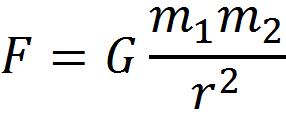 F = G m₁m₂ / r²